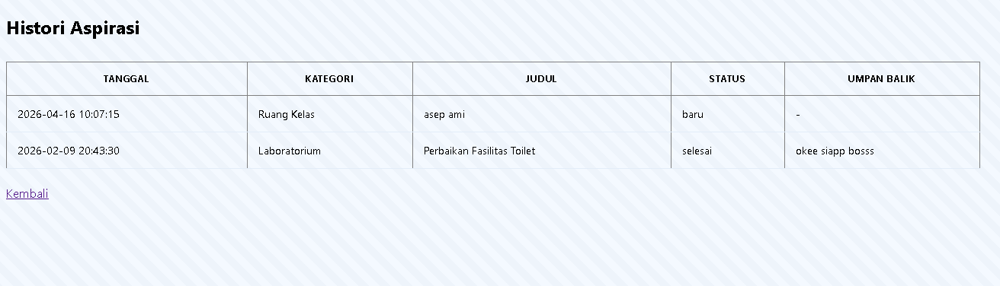 Histori Aspirasi
TANGGAL KATEGORI JUDUL STATUS UMPAN BALIK
2026-04-16 10:07:15 Ruang Kelas asep ami baru -
2026-02-09 20:43:30 Laboratorium Perbaikan Fasilitas Toilet selesai okee siapp bosss
Kembali